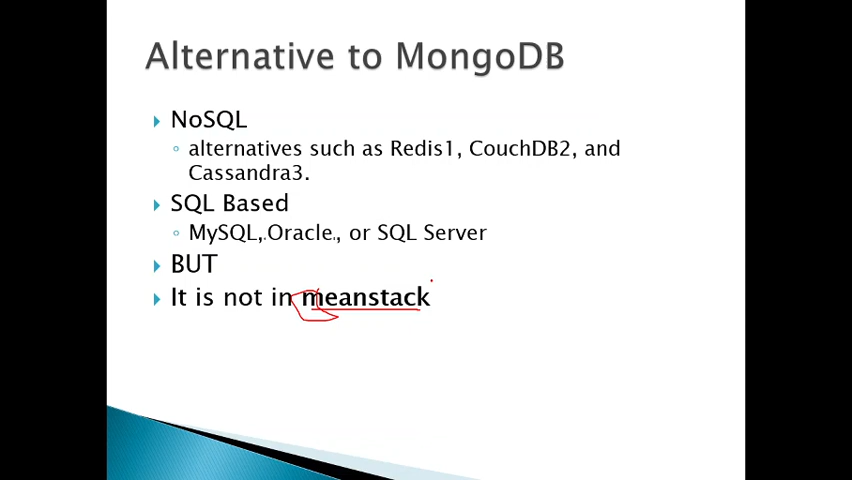 Alternative to MongoDB
NoSQL
alternatives such as Redis1, CouchDB2, and
Cassandra3.
SQL Based
MySQL,.Oracle., or SQL Server
BUT
It is not in meanstack